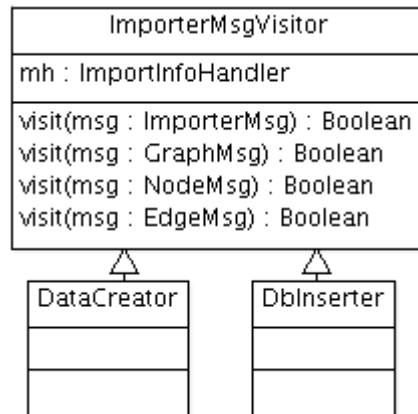 ImporterMsgVisitor
mh : ImportInfoHandler
visit(msg : ImporterMsg) : Boolean
visit(msg : GraphMsg) : Boolean
visit(msg : NodeMsg) : Boolean
visit(msg : EdgeMsg) : Boolean
DataCreator
DbInserter